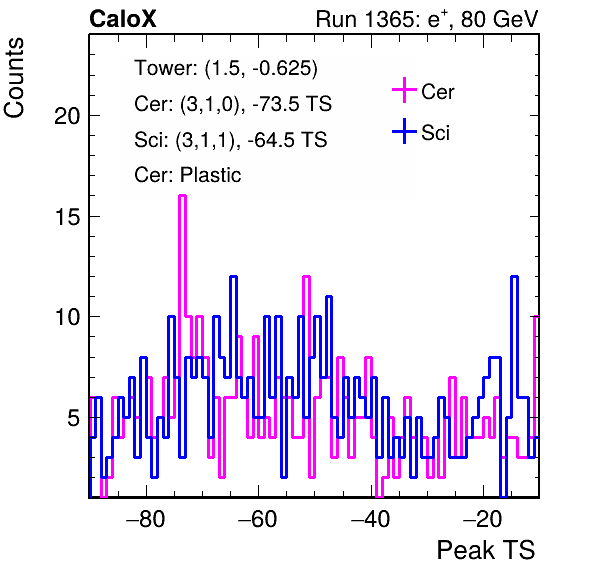 CaloX Run 1365: e⁺, 80 GeV
Counts
Tower: (1.5, -0.625)
Cer: (3,1,0), -73.5 TS
Sci: (3,1,1), -64.5 TS
Cer: Plastic
Cer
Sci
20
15
10
5
−80 −60 −40 −20
Peak TS